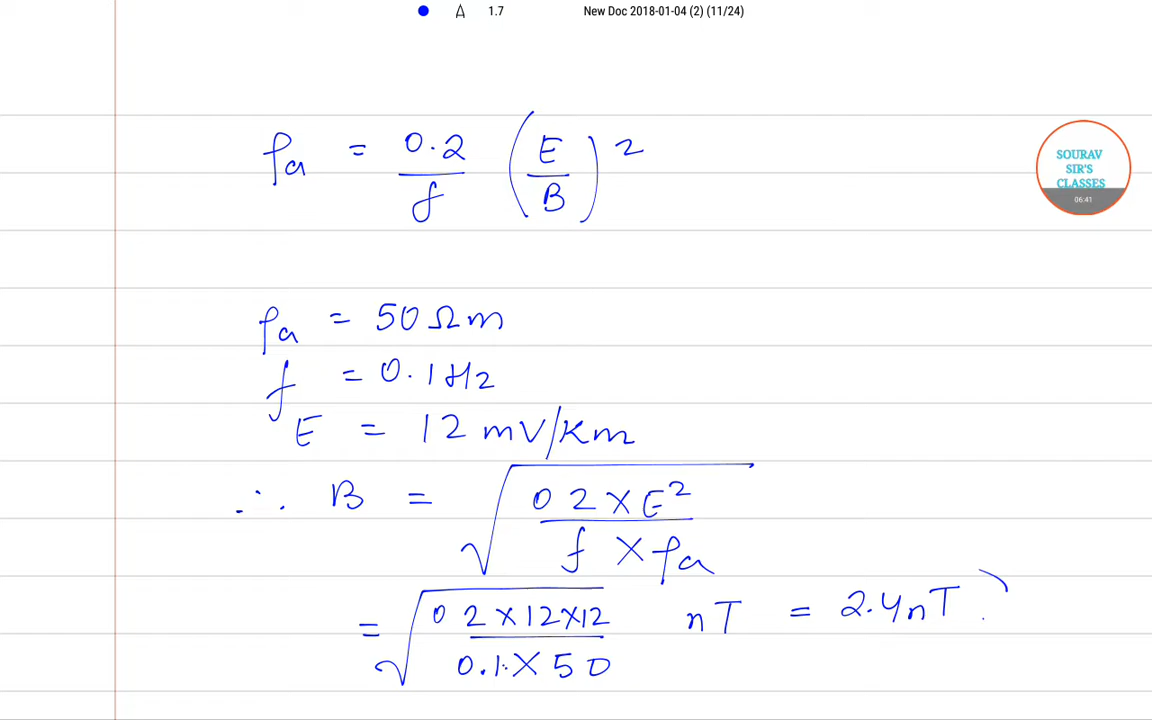 A 1.7 New Doc 2018-01-04 (2) (11/24)
ρa = 0.2/f (E/B)²
SOURAV
SIR'S
CLASSES
06:41
ρa = 50 Ω m
f = 0.1 Hz
E = 12 mV/Km
∴ B = √(0 2 × E² / f × ρa)
= √(0 2 × 12 × 12 / 0.1 × 50) nT = 2.4 nT